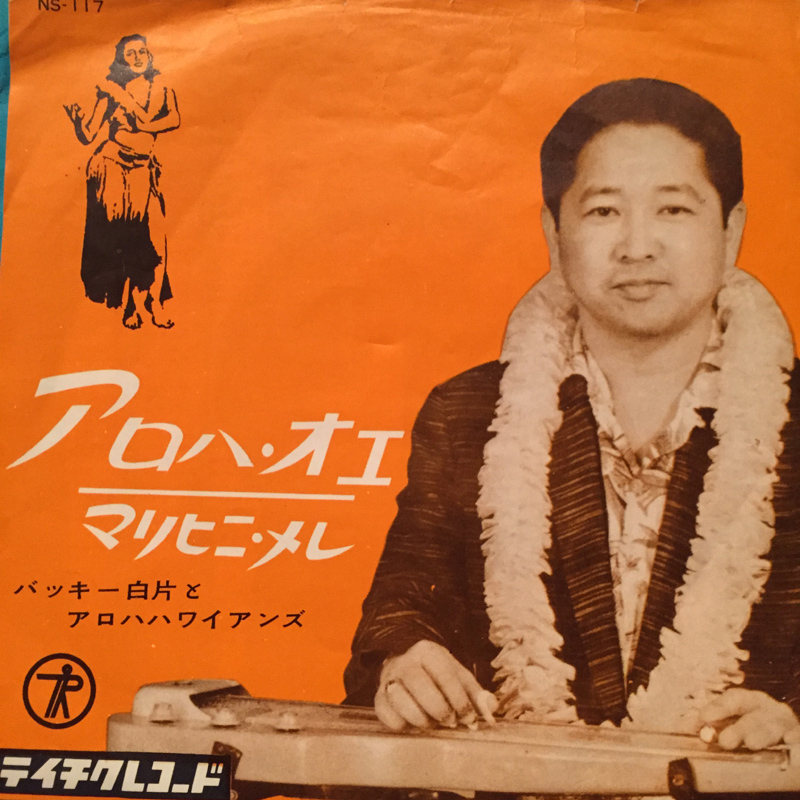 NS-117
アロハ・オエ
マリヒニ・メレ
バッキー白片と
アロハハワイアンズ
テイチクレコード